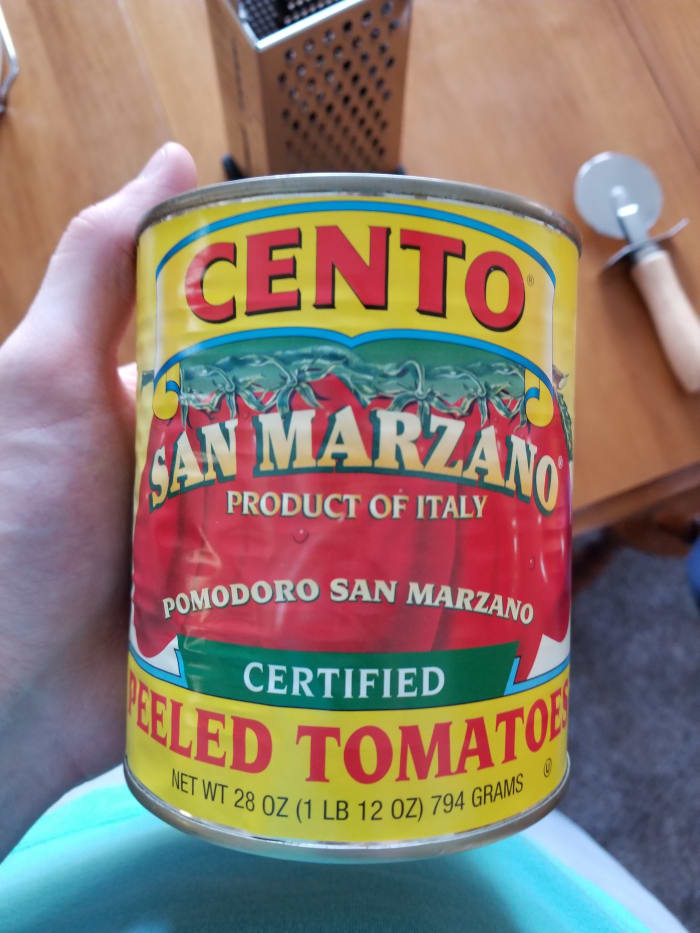 CENTO®
SAN MARZANO®
PRODUCT OF ITALY
POMODORO SAN MARZANO
CERTIFIED
PEELED TOMATOES
NET WT 28 OZ (1 LB 12 OZ) 794 GRAMS
U